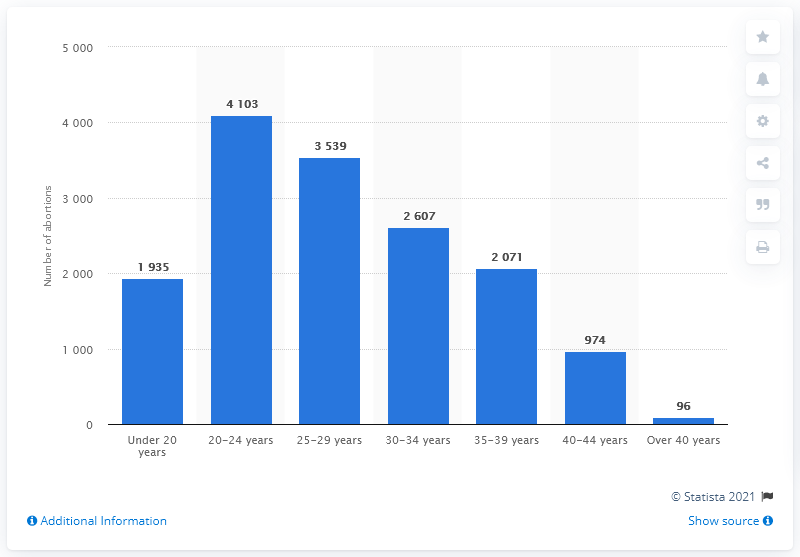 5 000
4 000
3 000
2 000
1 000
0
Number of abortions
1 935
4 103
3 539
2 607
2 071
974
96
Under 20 years
20–24 years
25–29 years
30–34 years
35–39 years
40–44 years
Over 40 years
© Statista 2021
Additional Information
Show source